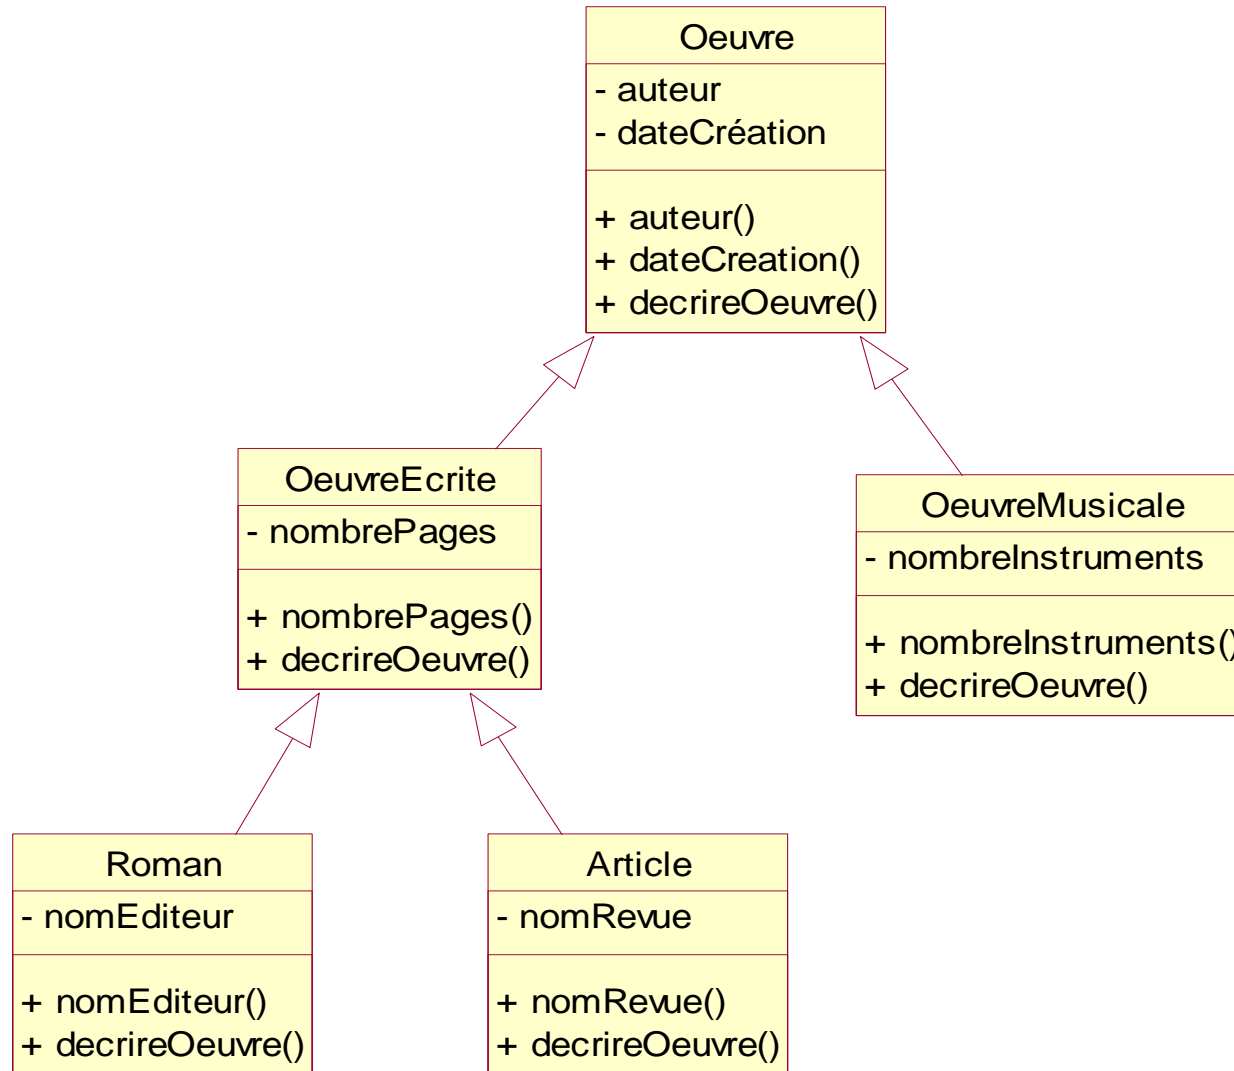 Oeuvre
- auteur
- dateCréation
+ auteur()
+ dateCreation()
+ decrireOeuvre()
OeuvreEcrite
- nombrePages
+ nombrePages()
+ decrireOeuvre()
OeuvreMusicale
- nombreInstruments
+ nombreInstruments()
+ decrireOeuvre()
Roman
- nomEditeur
+ nomEditeur()
+ decrireOeuvre()
Article
- nomRevue
+ nomRevue()
+ decrireOeuvre()